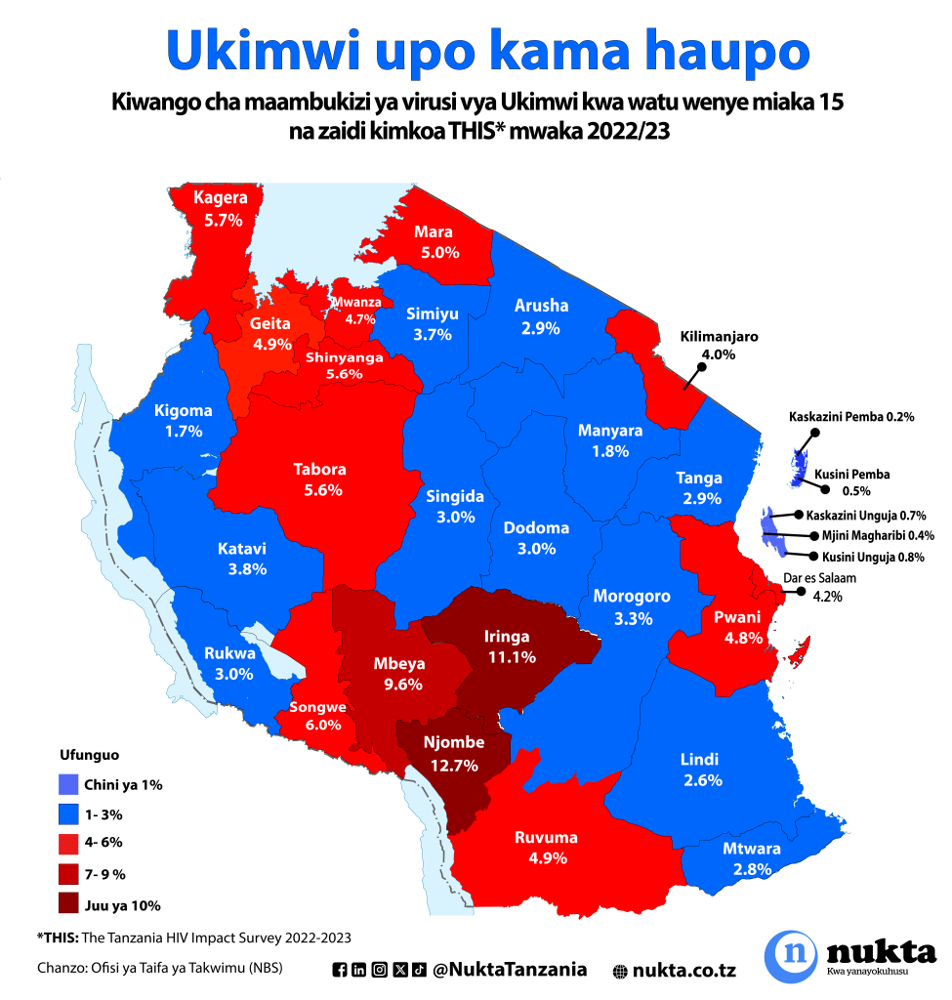 Ukimwi upo kama haupo
Kiwango cha maambukizi ya virusi vya Ukimwi kwa watu wenye miaka 15
na zaidi kimkoa THIS* mwaka 2022/23
Kagera
5.7%
Mara
5.0%
Mwanza
4.7%
Geita
4.9%
Simiyu
3.7%
Arusha
2.9%
Shinyanga
5.6%
Kilimanjaro
4.0%
Kigoma
1.7%
Kaskazini Pemba 0.2%
Manyara
1.8%
Tabora
5.6%
Tanga
2.9%
Kusini Pemba
0.5%
Singida
3.0%
Dodoma
3.0%
Kaskazini Unguja 0.7%
Mjini Magharibi 0.4%
Kusini Unguja 0.8%
Katavi
3.8%
Dar es Salaam
4.2%
Morogoro
3.3%
Pwani
4.8%
Iringa
11.1%
Rukwa
3.0%
Mbeya
9.6%
Songwe
6.0%
Njombe
12.7%
Lindi
2.6%
Ruvuma
4.9%
Mtwara
2.8%
Ufunguo
Chini ya 1%
1- 3%
4- 6%
7- 9 %
Juu ya 10%
*THIS: The Tanzania HIV Impact Survey 2022-2023
Chanzo: Ofisi ya Taifa ya Takwimu (NBS)
@NuktaTanzania
nukta.co.tz
n nukta
Kwa yanayokuhusu